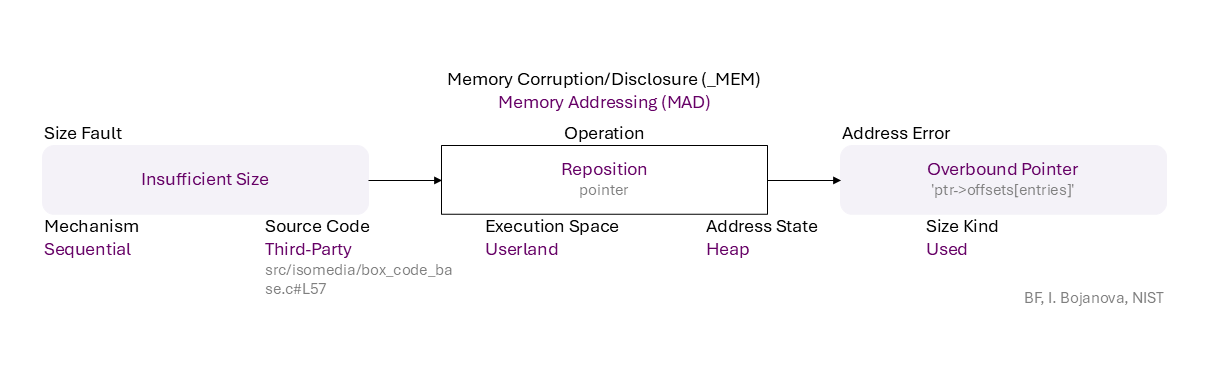 Memory Corruption/Disclosure (_MEM)
Memory Addressing (MAD)
Size Fault
Operation
Address Error
Insufficient Size
Reposition
pointer
Overbound Pointer
'ptr->offsets[entries]'
Mechanism
Sequential
Source Code
Third-Party
src/isomedia/box_code_ba
se.c#L57
Execution Space
Userland
Address State
Heap
Size Kind
Used
BF, I. Bojanova, NIST